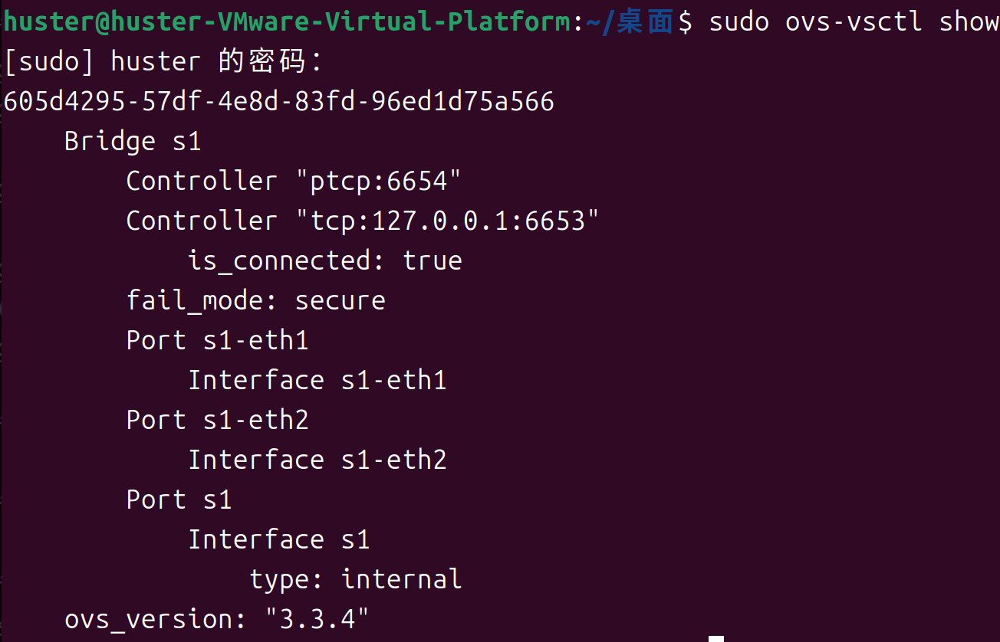 huster@huster-VMware-Virtual-Platform:~/桌面$ sudo ovs-vsctl show
[sudo] huster 的密码：
605d4295-57df-4e8d-83fd-96ed1d75a566
    Bridge s1
        Controller "ptcp:6654"
        Controller "tcp:127.0.0.1:6653"
            is_connected: true
        fail_mode: secure
        Port s1-eth1
            Interface s1-eth1
        Port s1-eth2
            Interface s1-eth2
        Port s1
            Interface s1
                type: internal
    ovs_version: "3.3.4"